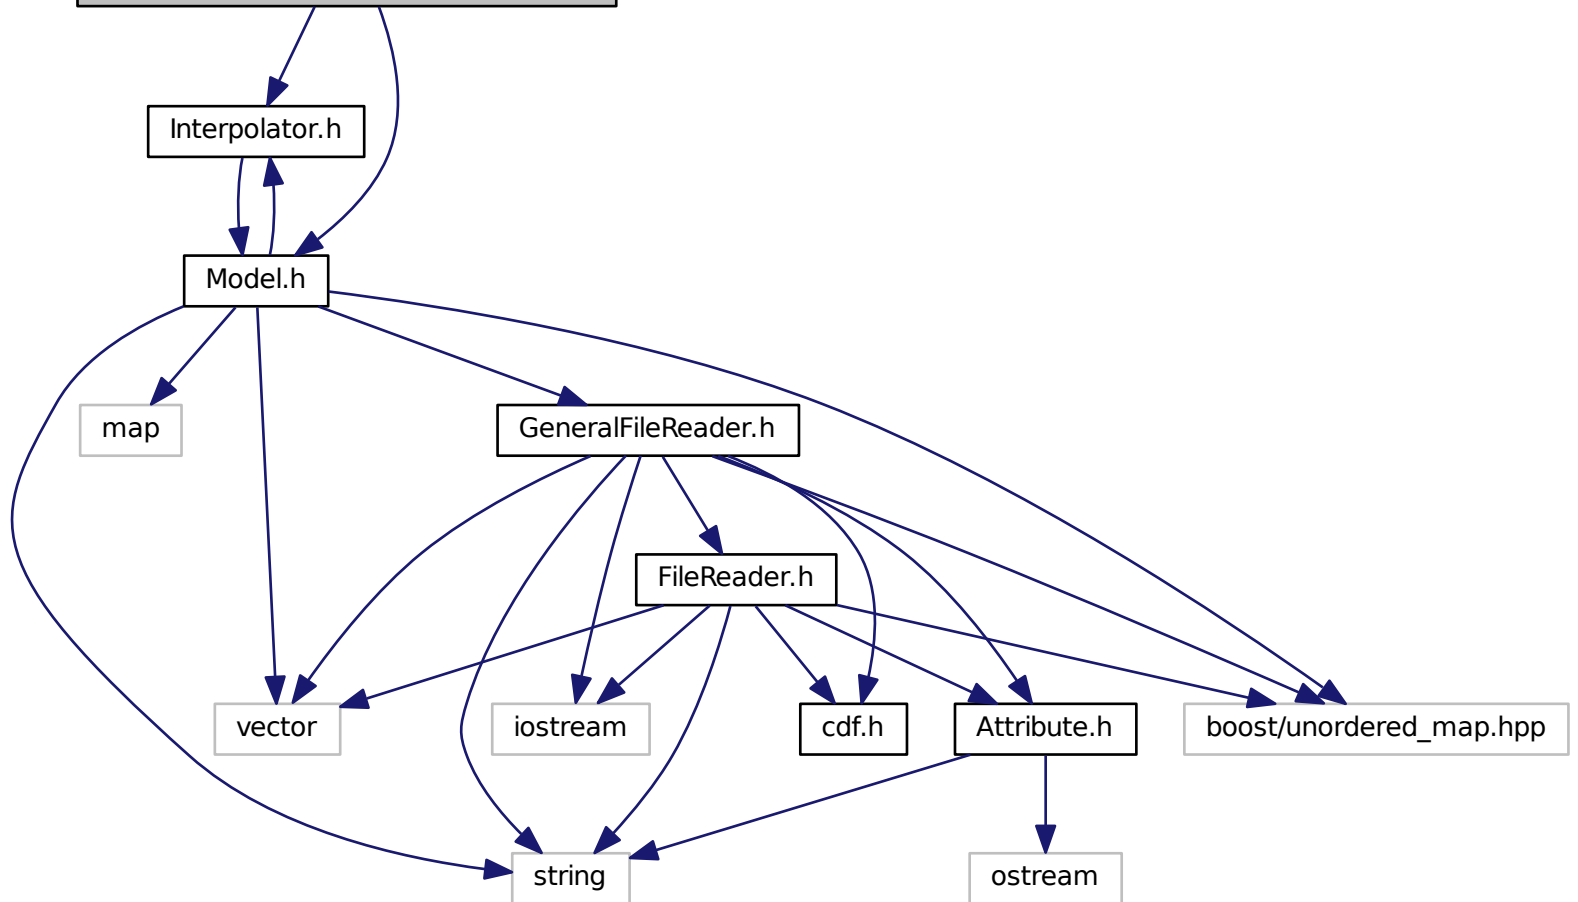 Interpolator.h
Model.h
map
GeneralFileReader.h
FileReader.h
vector
iostream
cdf.h
Attribute.h
boost/unordered_map.hpp
string
ostream